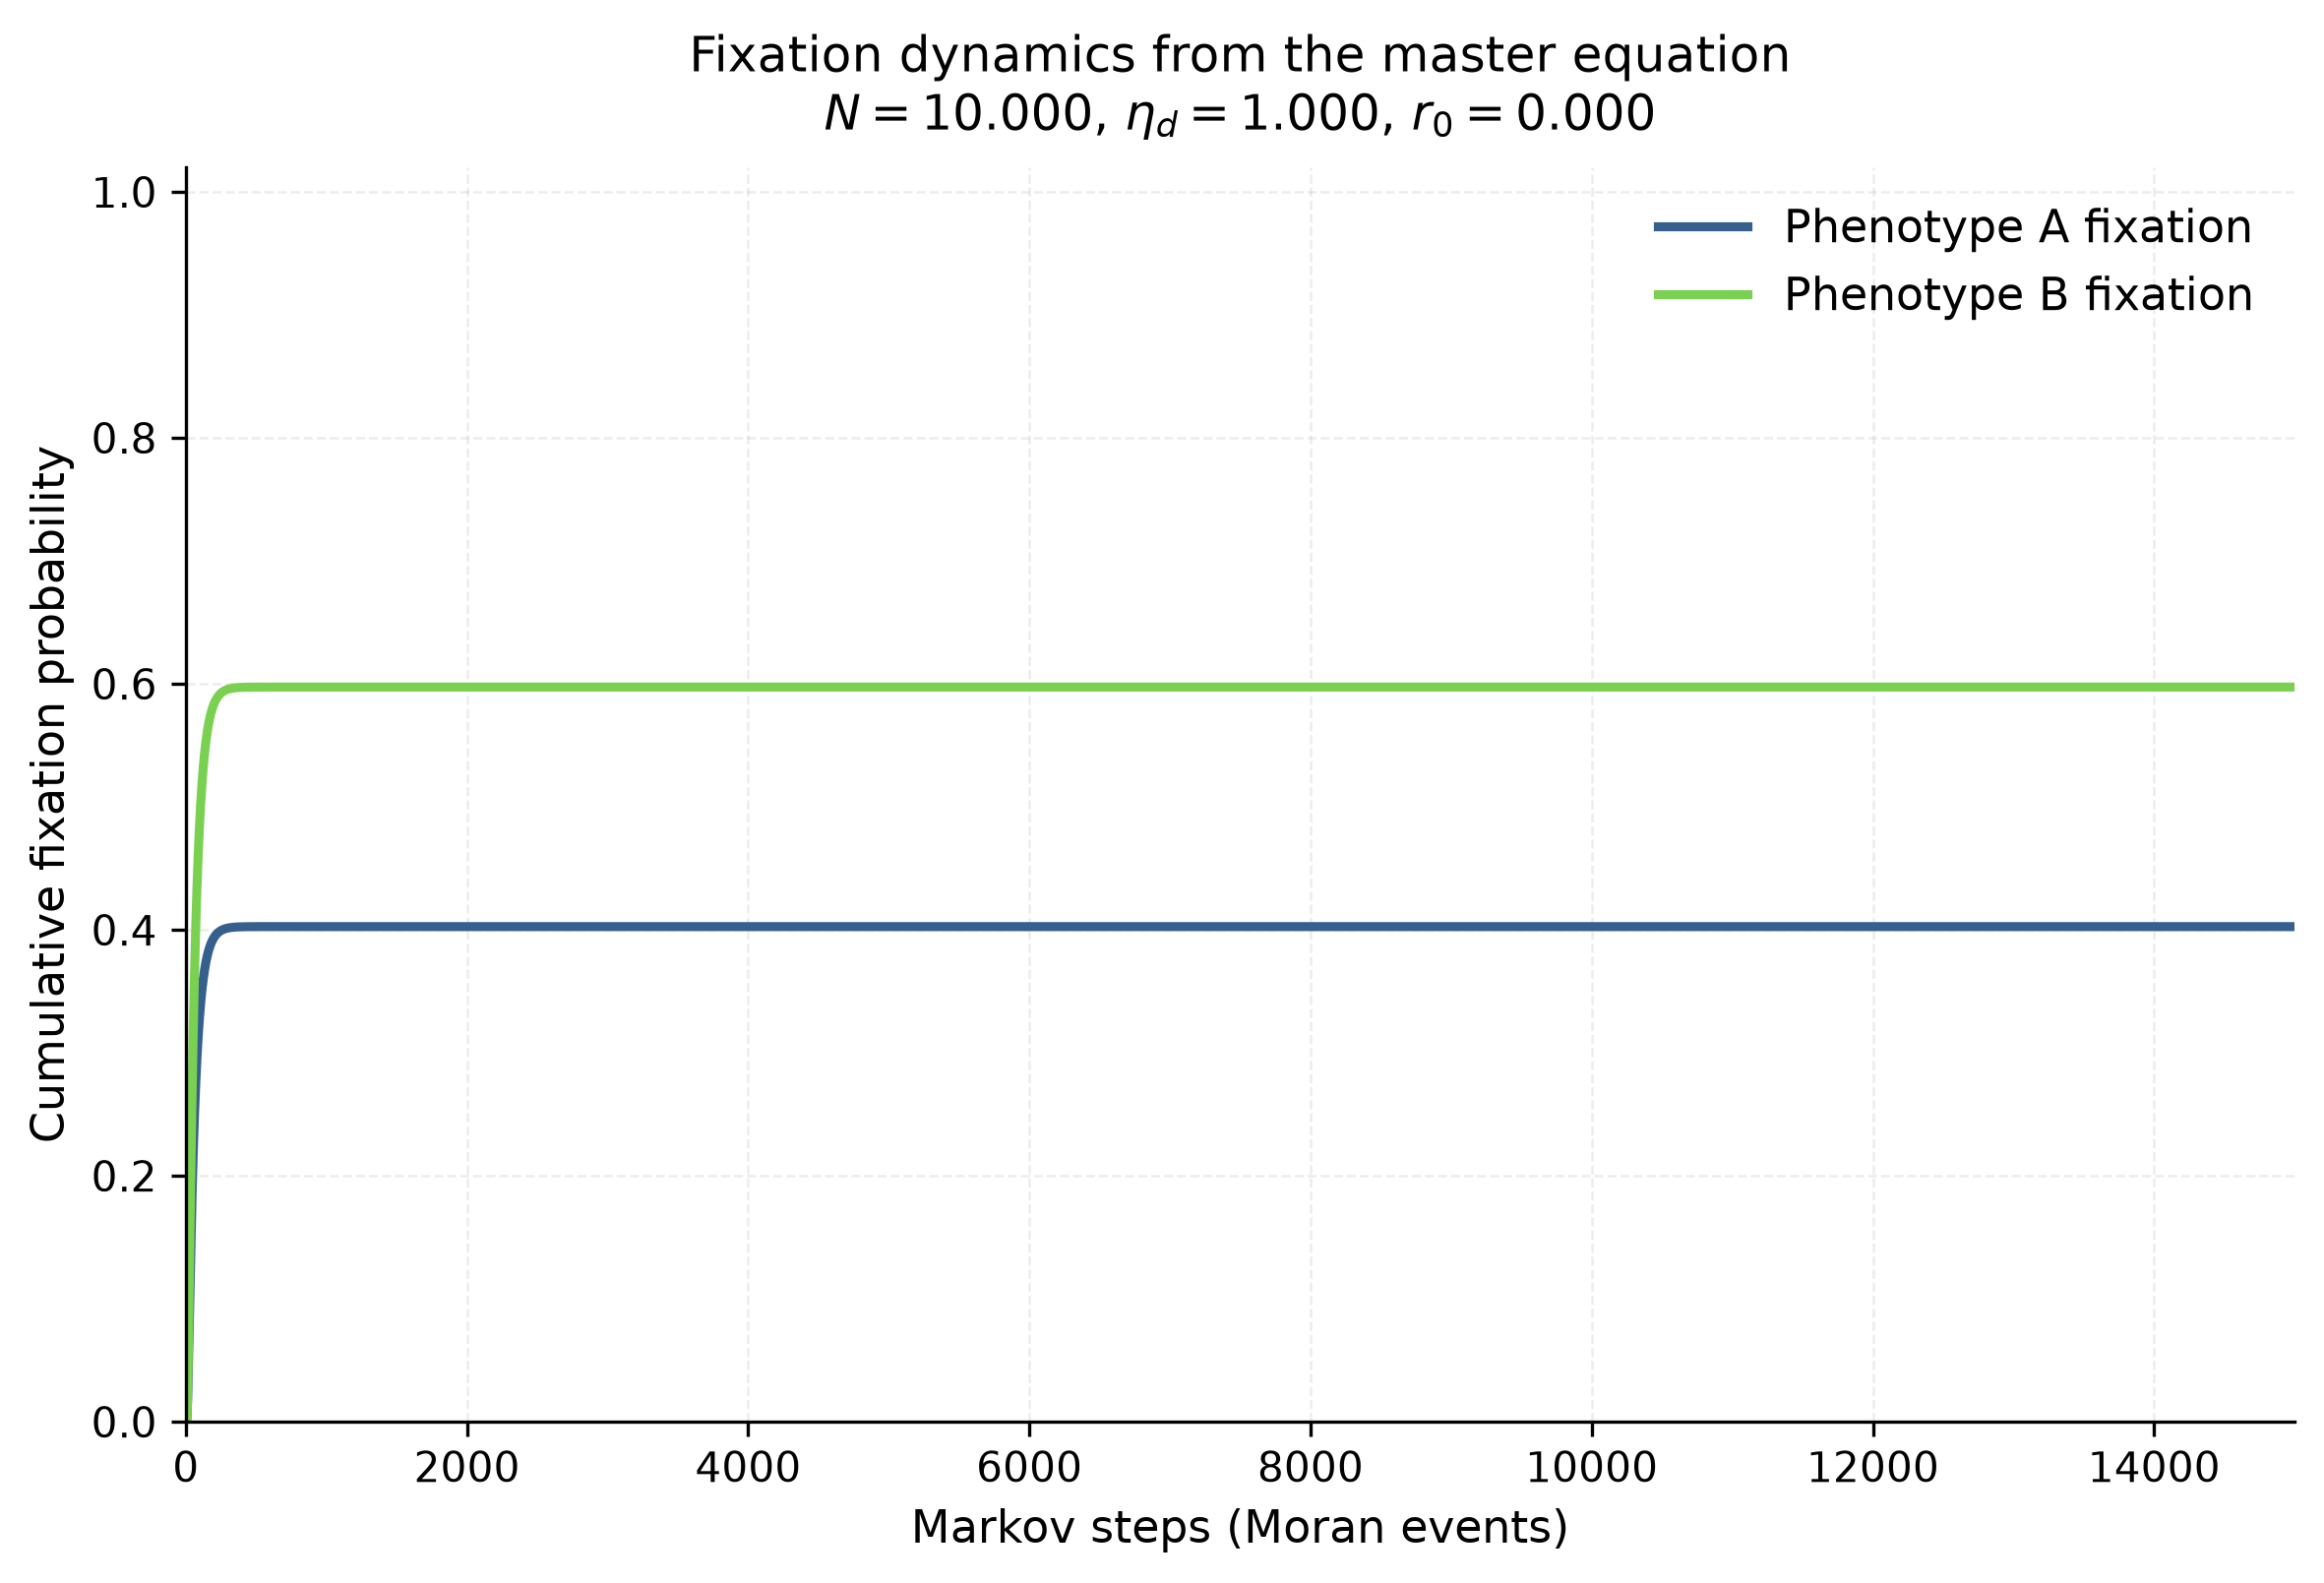 Fixation dynamics from the master equation
N = 10.000, η_d = 1.000, r_0 = 0.000
Phenotype A fixation
Phenotype B fixation
Cumulative fixation probability
1.0
0.8
0.6
0.4
0.2
0.0
0 2000 4000 6000 8000 10000 12000 14000
Markov steps (Moran events)